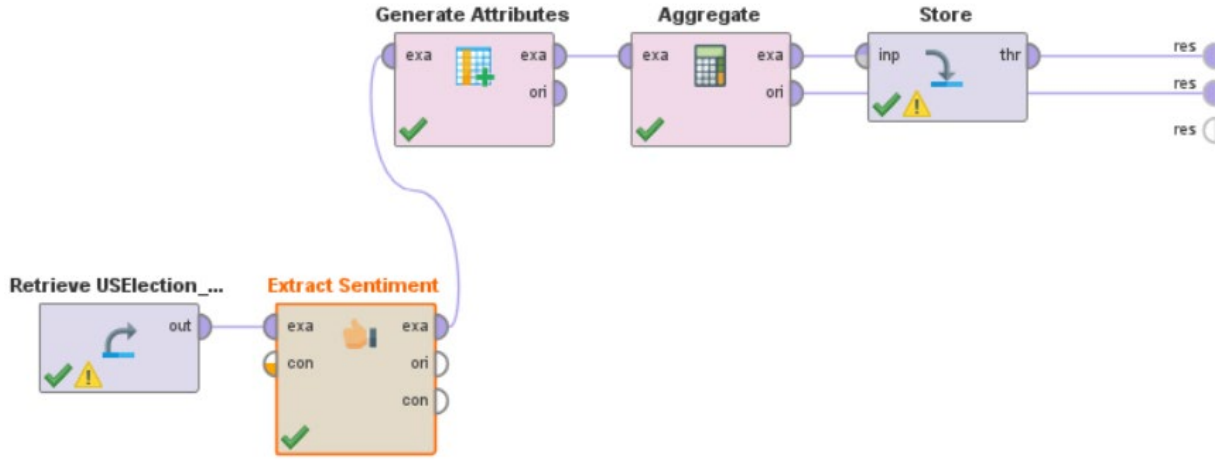 Generate Attributes
Aggregate
Store
exa exa
ori
exa exa
ori
inp thr
res
res
res
Retrieve USElection_...
Extract Sentiment
out
exa exa
con ori
con